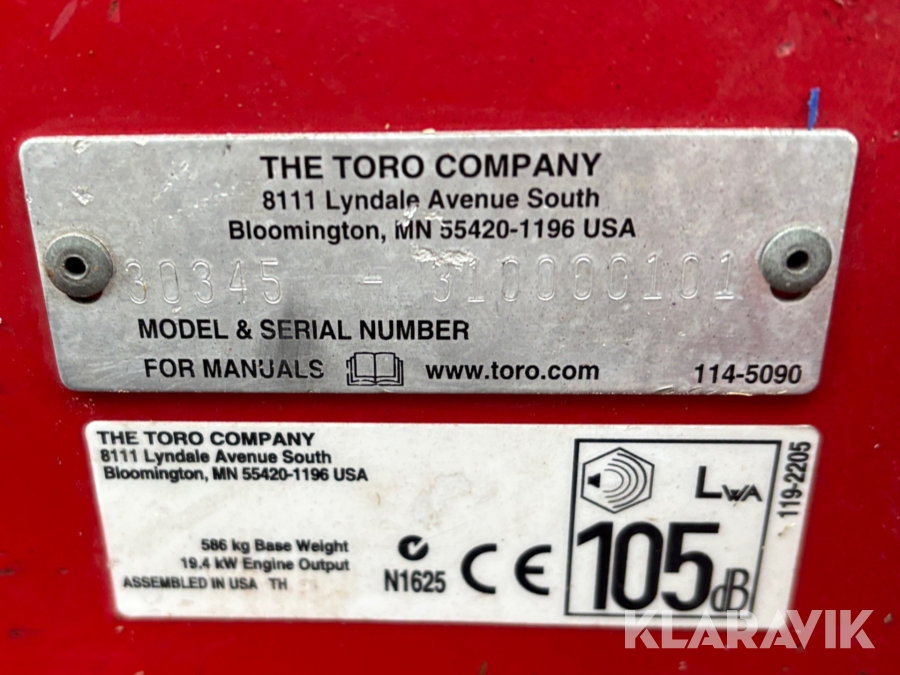 THE TORO COMPANY
8111 Lyndale Avenue South
Bloomington, MN 55420-1196 USA
30345 - 310000101
MODEL & SERIAL NUMBER
FOR MANUALS www.toro.com 114-5090
THE TORO COMPANY
8111 Lyndale Avenue South
Bloomington, MN 55420-1196 USA
586 kg Base Weight
19.4 kW Engine Output
ASSEMBLED IN USA TH
N1625
CE
LWA
105 dB
119-2205
KLARAVIK